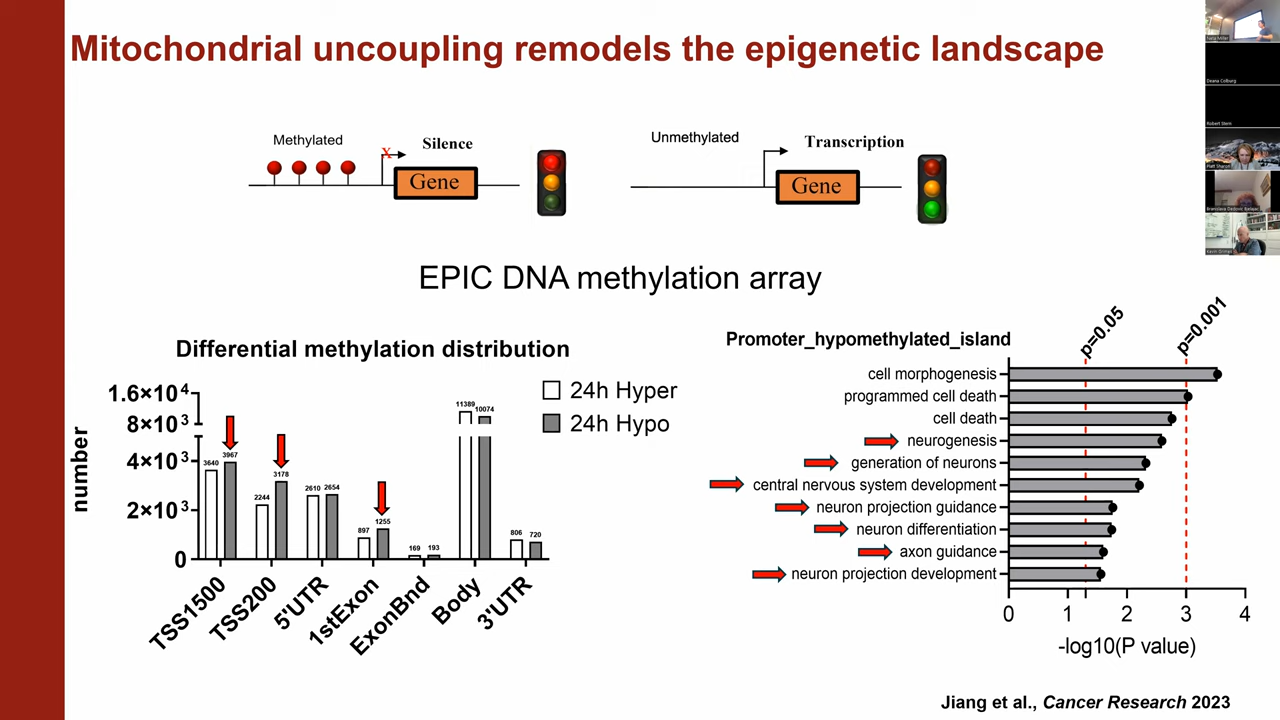 Mitochondrial uncoupling remodels the epigenetic landscape
Methylated
X
Silence
Gene
Unmethylated
Transcription
Gene
EPIC DNA methylation array
Differential methylation distribution
24h Hyper
24h Hypo
number
1.6×10⁴
8×10³
4×10³
2×10³
0
3640
3967
2244
3178
2610
2654
897
1255
169
193
11389
10074
806
720
TSS1500
TSS200
5'UTR
1stExon
ExonBnd
Body
3'UTR
Promoter_hypomethylated_island
p=0.05
p=0.001
cell morphogenesis
programmed cell death
cell death
neurogenesis
generation of neurons
central nervous system development
neuron projection guidance
neuron differentiation
axon guidance
neuron projection development
0 1 2 3 4
-log10(P value)
Jiang et al., Cancer Research 2023
Deana Colburg
Robert Stern